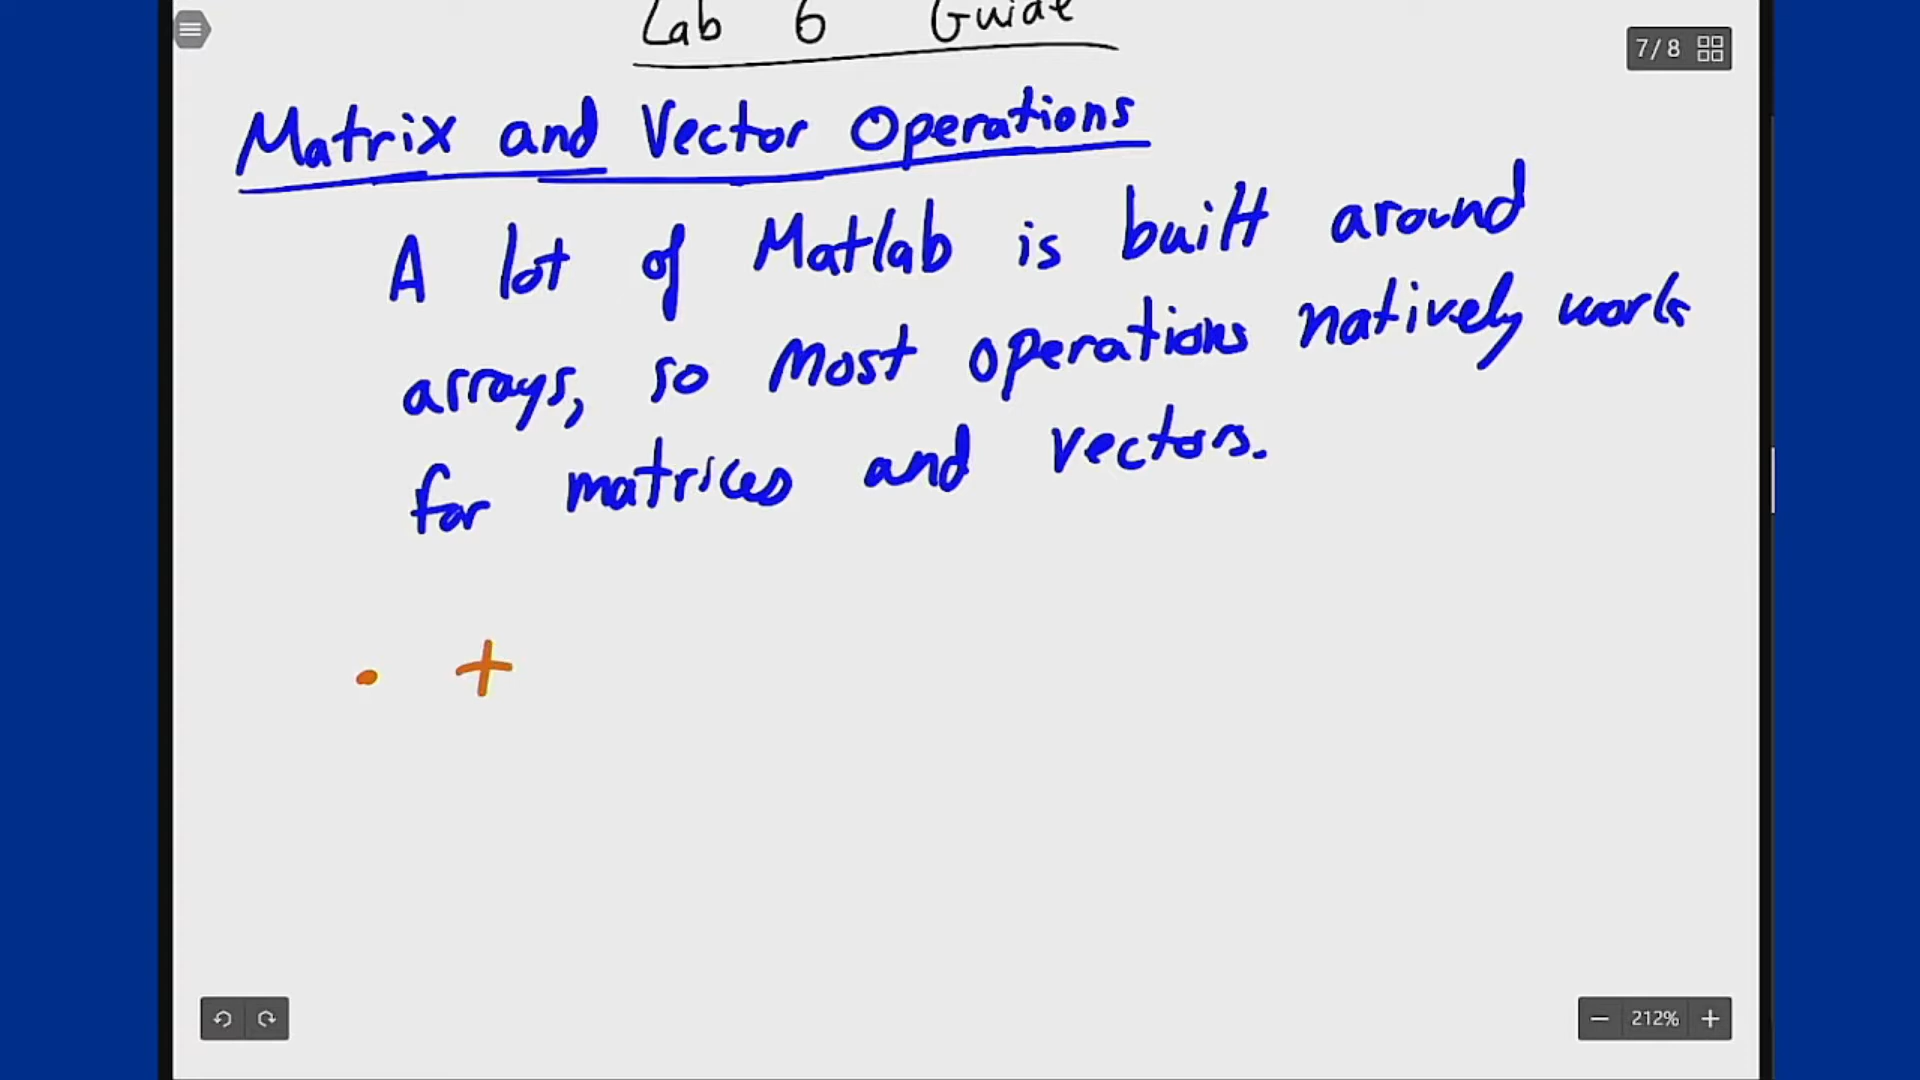 Lab 6 Guide
7/8
Matrix and Vector Operations
A lot of Matlab is built around
arrays, so most operations natively work
for matrices and vectors.
• +
212%